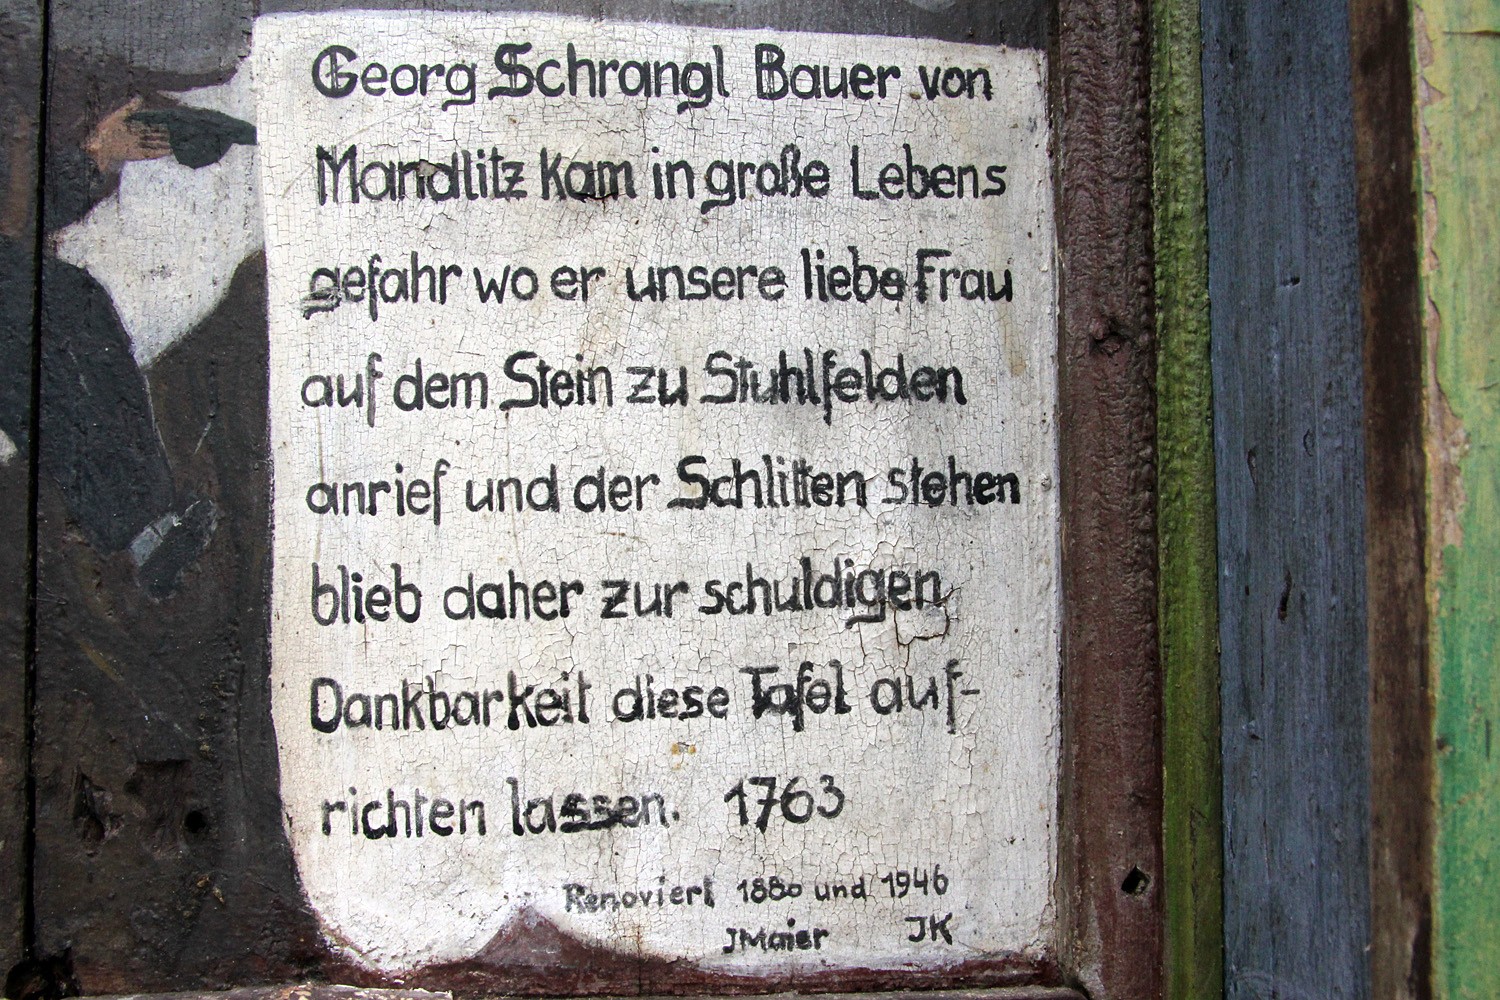 Georg Schrangl Bauer von
Mandlitz kam in große Lebens
gefahr wo er unsere liebe Frau
auf dem Stein zu Stuhlfelden
anrief und der Schlitten stehen
blieb daher zur schuldigen
Dankbarkeit diese Tafel auf-
richten lassen. 1763
Renoviert 1880 und 1946
JMaier JK